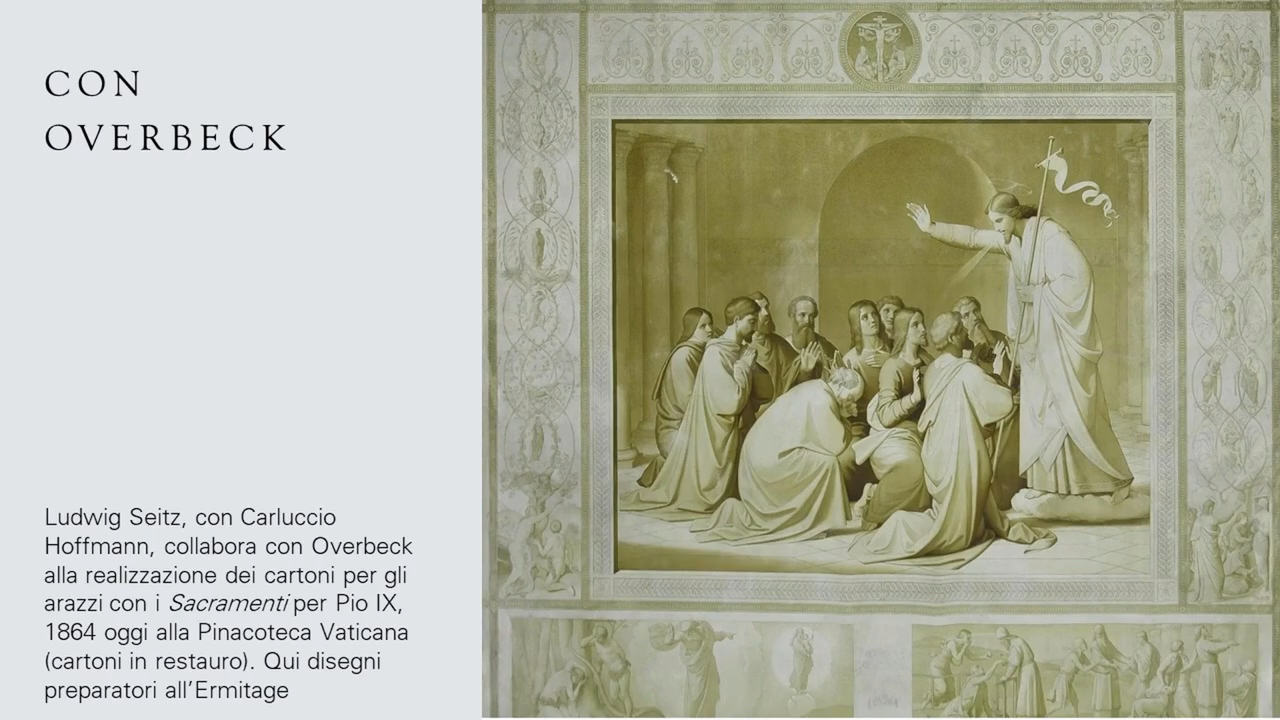 CON
OVERBECK
Ludwig Seitz, con Carluccio
Hoffmann, collabora con Overbeck
alla realizzazione dei cartoni per gli
arazzi con i Sacramenti per Pio IX,
1864 oggi alla Pinacoteca Vaticana
(cartoni in restauro). Qui disegni
preparatori all’Ermitage